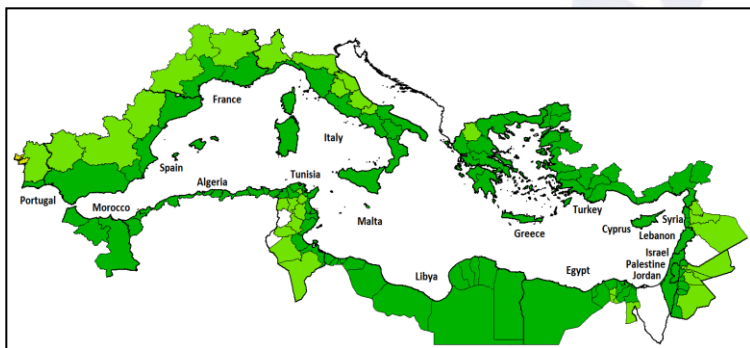 France
Italy
Spain
Algeria
Tunisia
Portugal
Morocco
Malta
Greece
Turkey
Cyprus
Syria
Lebanon
Israel
Palestine
Jordan
Libya
Egypt